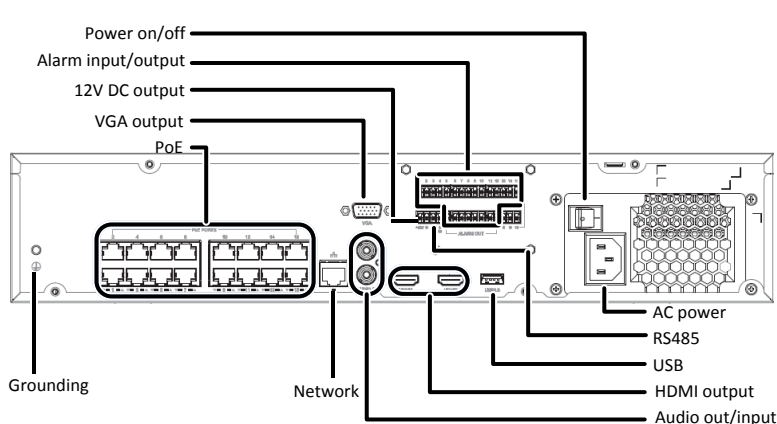 Power on/off
Alarm input/output
12V DC output
VGA output
PoE
PoE PORTS
VGA
ALARM OUT
AC power
RS485
USB
Grounding
Network
HDMI output
Audio out/input